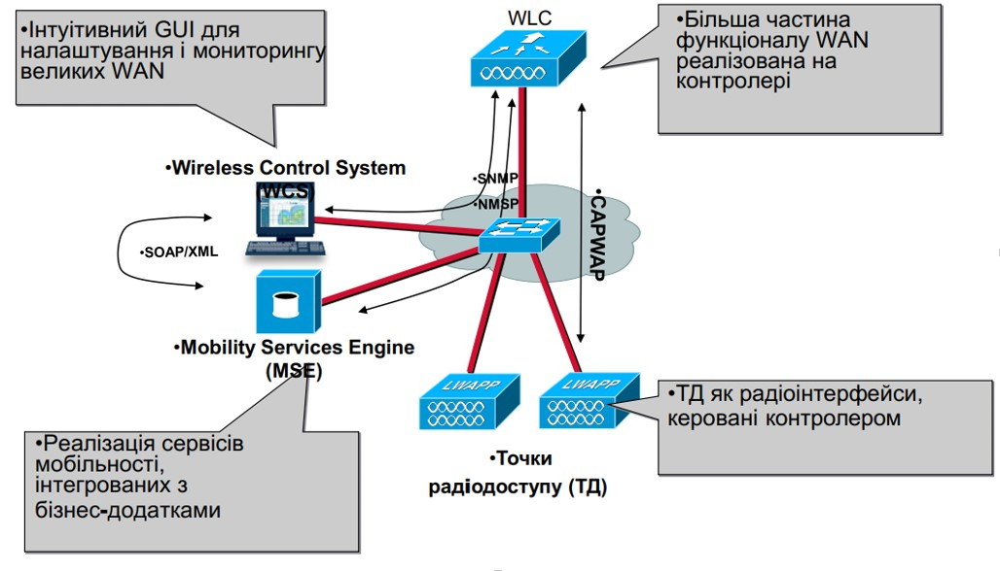 •Інтуітивний GUI для
налаштування і мониторингу
великих WAN
WLC
•Більша частина
функціоналу WAN
реалізована на
контролері
•Wireless Control System
(WCS)
•SNMP
•NMSP
•CAPWAP
•SOAP/XML
•Mobility Services Engine
(MSE)
LWAPP
LWAPP
•ТД як радіоінтерфейси,
керовані контролером
•Реалізація сервісів
мобільності,
інтегрованих з
бізнес-додатками
•Точки
радіодоступу (ТД)